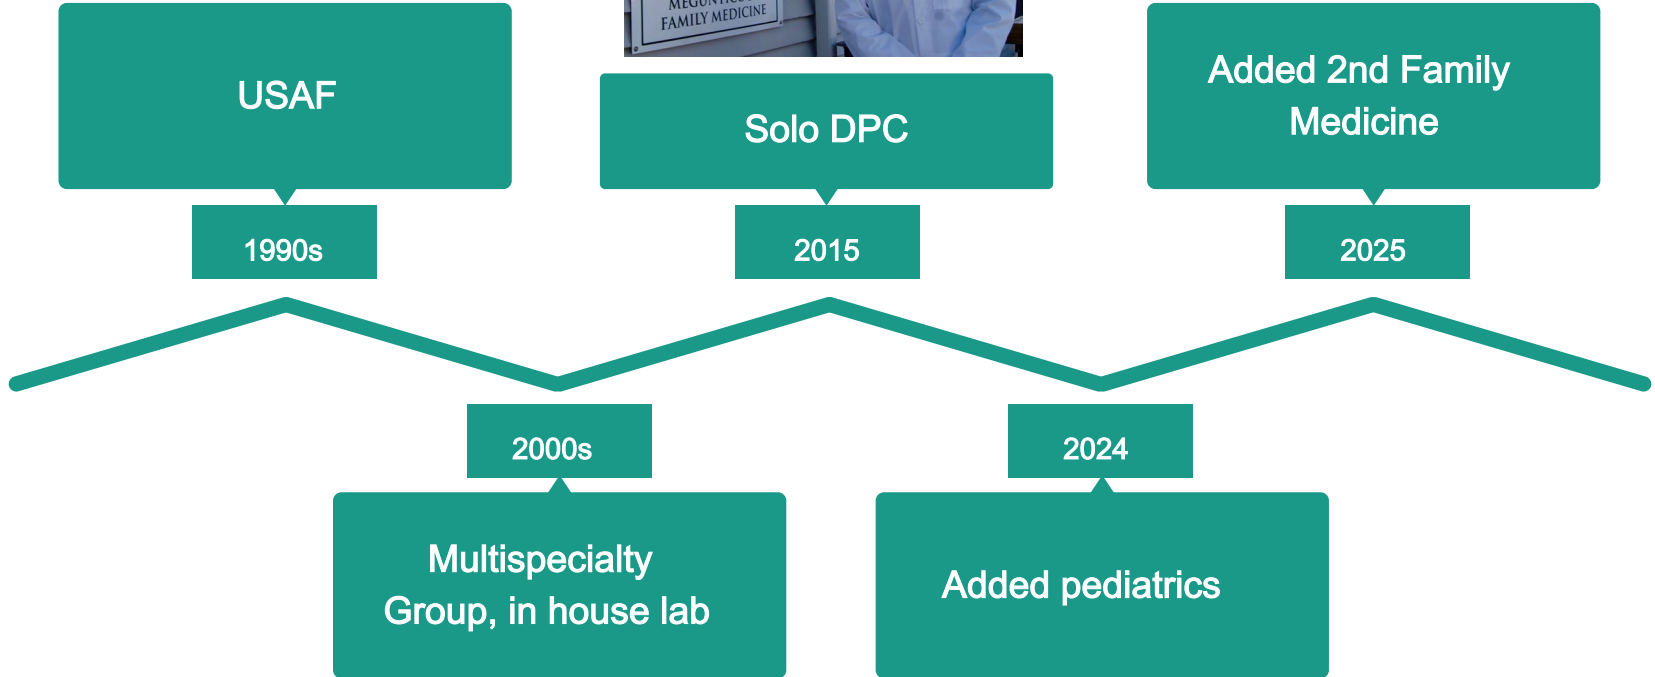 FAMILY MEDICINE
USAF
1990s
Multispecialty
Group, in house lab
2000s
Solo DPC
2015
Added pediatrics
2024
Added 2nd Family
Medicine
2025